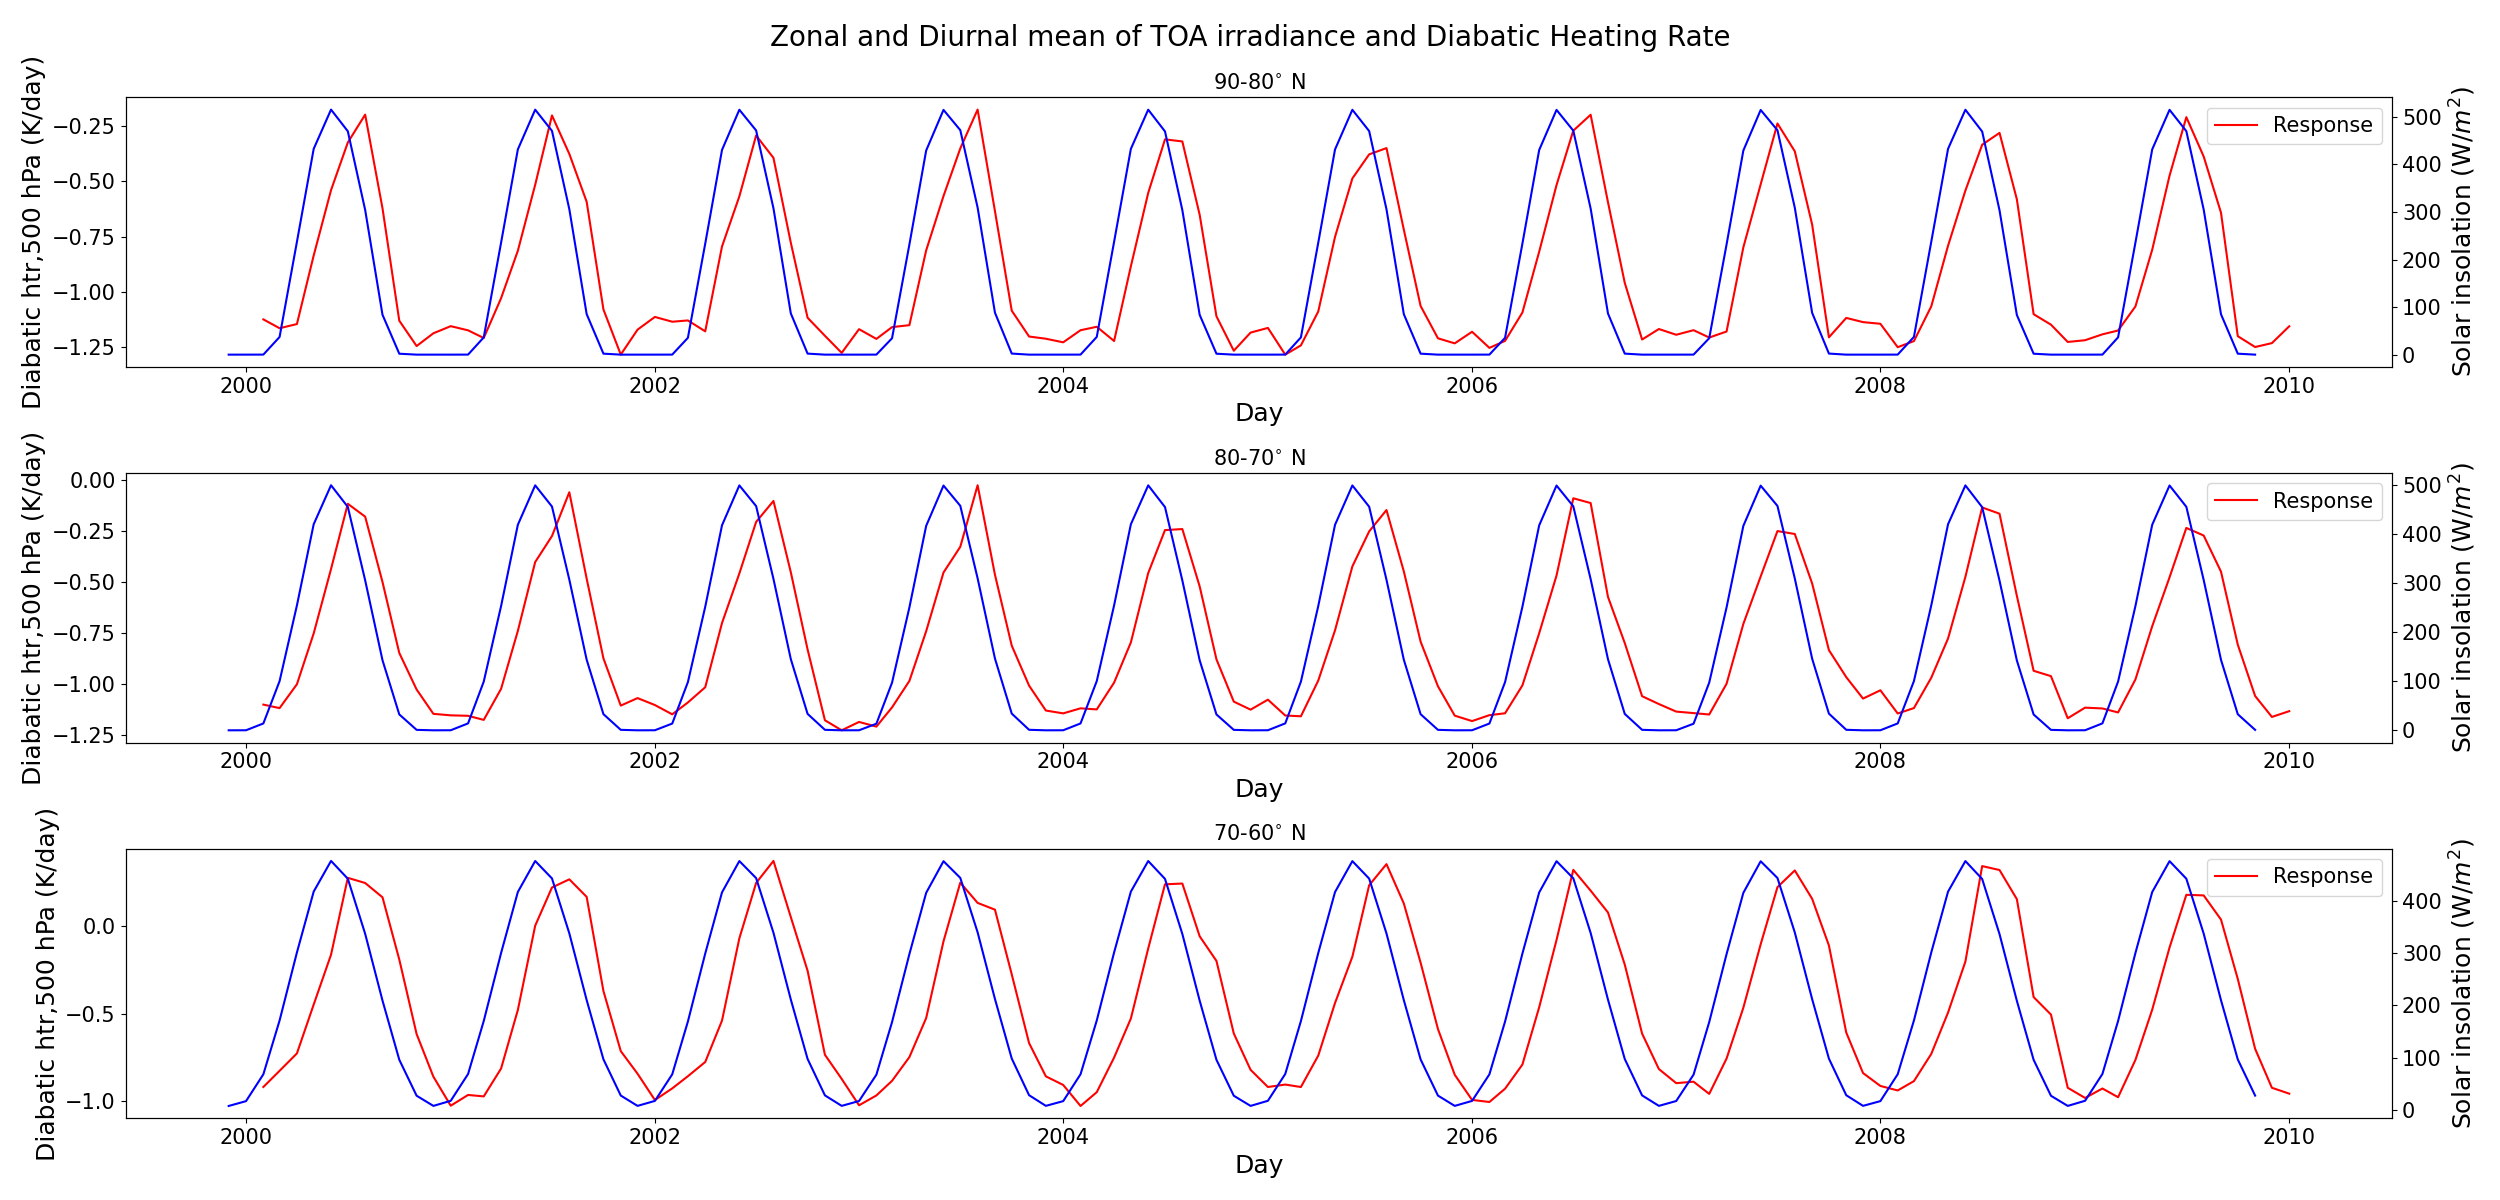 Zonal and Diurnal mean of TOA irradiance and Diabatic Heating Rate
90-80° N
Diabatic htr,500 hPa (K/day)
−0.25
−0.50
−0.75
−1.00
−1.25
Response
500
400
300
200
100
0
Solar insolation (W/m²)
2000 2002 2004 2006 2008 2010
Day
80-70° N
Diabatic htr,500 hPa (K/day)
0.00
−0.25
−0.50
−0.75
−1.00
−1.25
Response
500
400
300
200
100
0
Solar insolation (W/m²)
2000 2002 2004 2006 2008 2010
Day
70-60° N
Diabatic htr,500 hPa (K/day)
0.0
−0.5
−1.0
Response
400
300
200
100
0
Solar insolation (W/m²)
2000 2002 2004 2006 2008 2010
Day